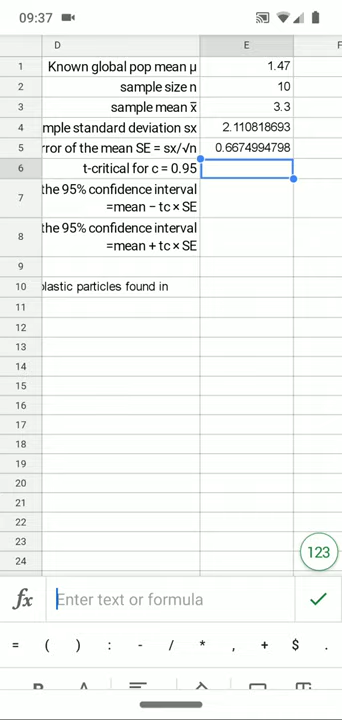 09:37
D E F
1 Known global pop mean μ 1.47
2 sample size n 10
3 sample mean x̄ 3.3
4 mple standard deviation sx 2.110818693
5 rror of the mean SE = sx/√n 0.6674994798
6 t-critical for c = 0.95
the 95% confidence interval
7 =mean − tc × SE
the 95% confidence interval
8 =mean + tc × SE
9
10 plastic particles found in
11
12
13
14
15
16
17
18
19
20
21
22
23
24
123
fx Enter text or formula
= ( ) : - / * , + $ .
B A